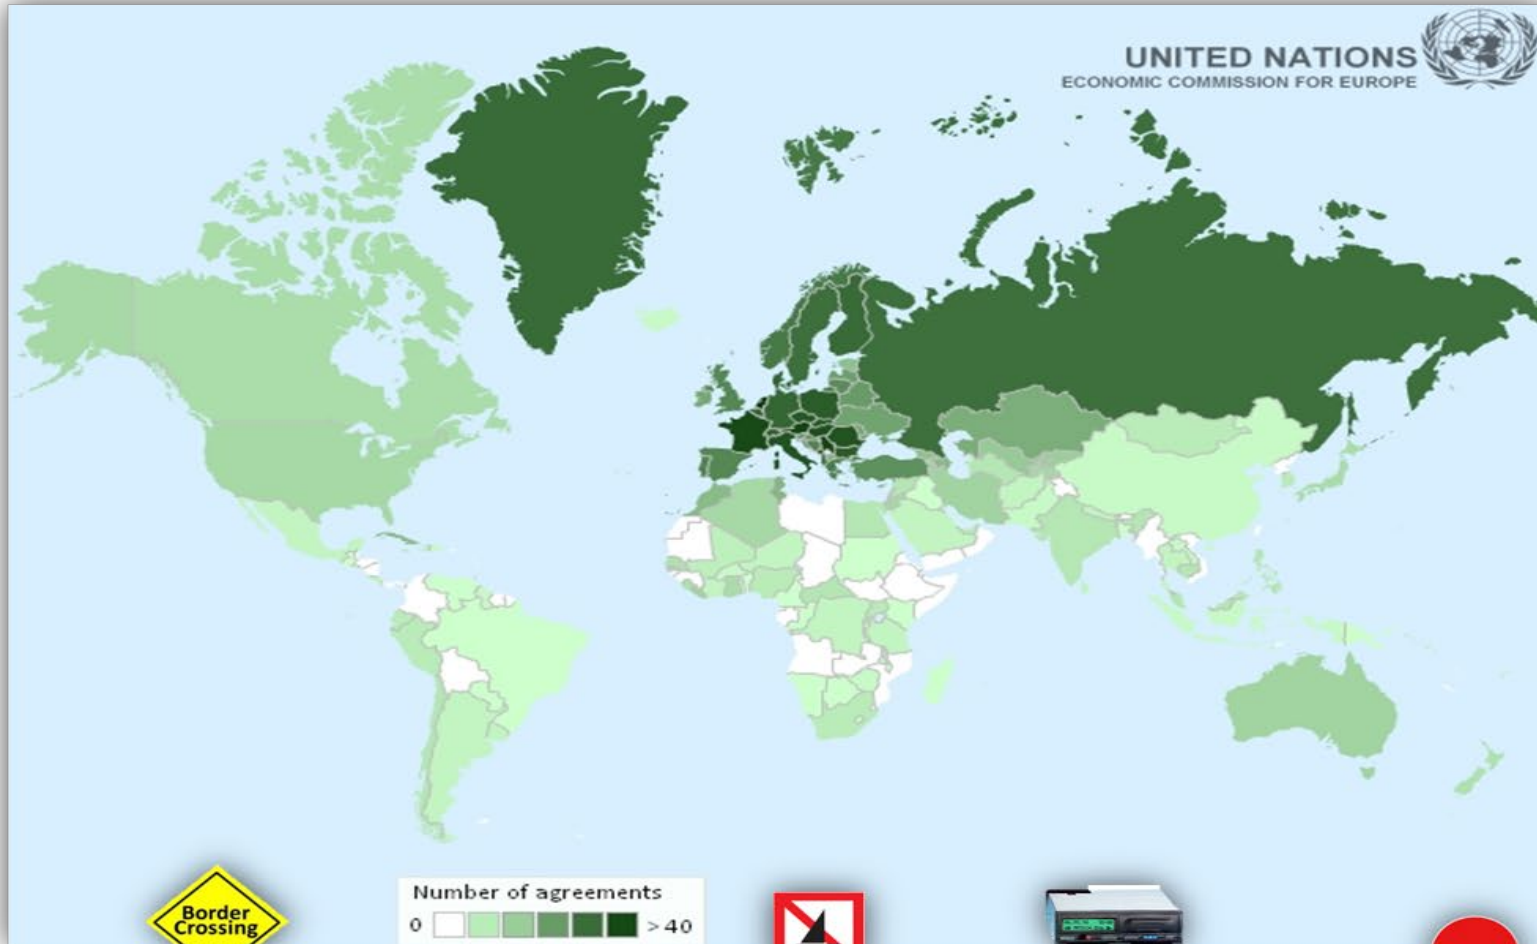 UNITED NATIONS
ECONOMIC COMMISSION FOR EUROPE
Border
Crossing
Number of agreements
0 > 40